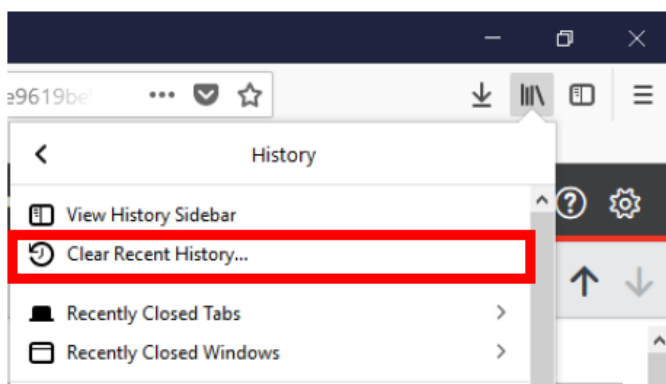 e9619be
History
View History Sidebar
Clear Recent History...
Recently Closed Tabs
Recently Closed Windows